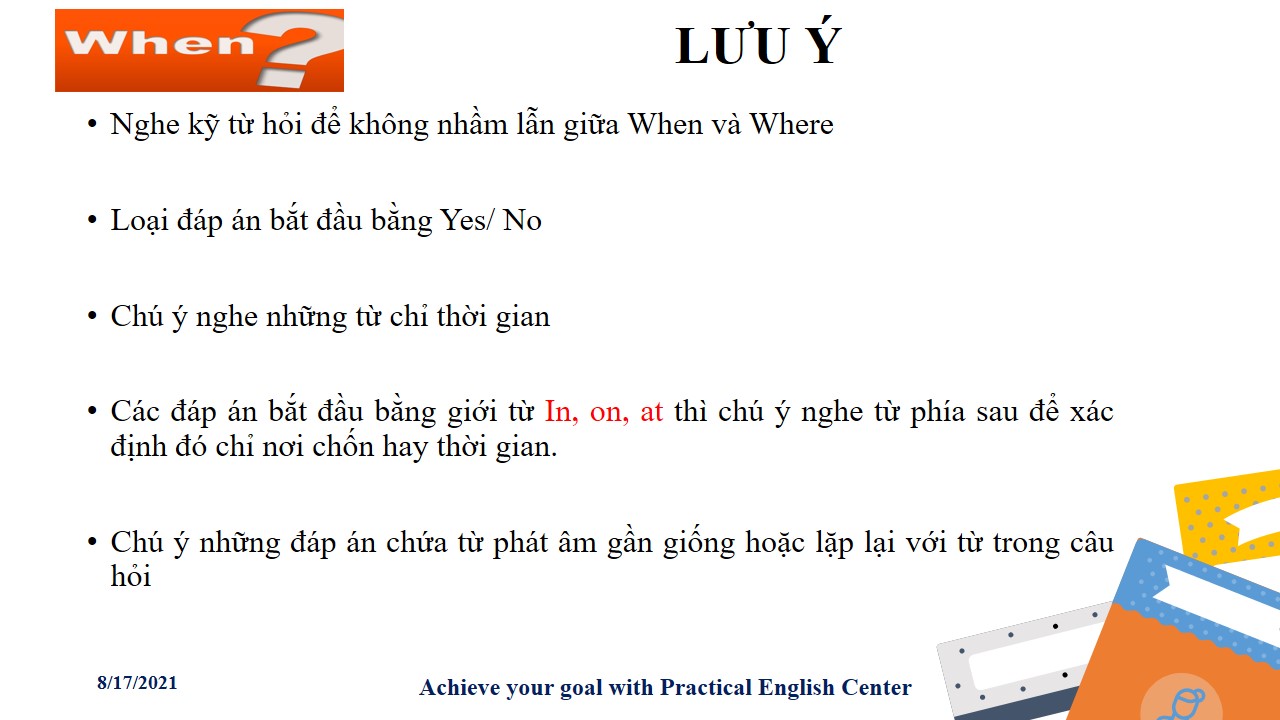 When?
LƯU Ý
• Nghe kỹ từ hỏi để không nhầm lẫn giữa When và Where
• Loại đáp án bắt đầu bằng Yes/ No
• Chú ý nghe những từ chỉ thời gian
• Các đáp án bắt đầu bằng giới từ In, on, at thì chú ý nghe từ phía sau để xác
định đó chỉ nơi chốn hay thời gian.
• Chú ý những đáp án chứa từ phát âm gần giống hoặc lặp lại với từ trong câu
hỏi
8/17/2021
Achieve your goal with Practical English Center